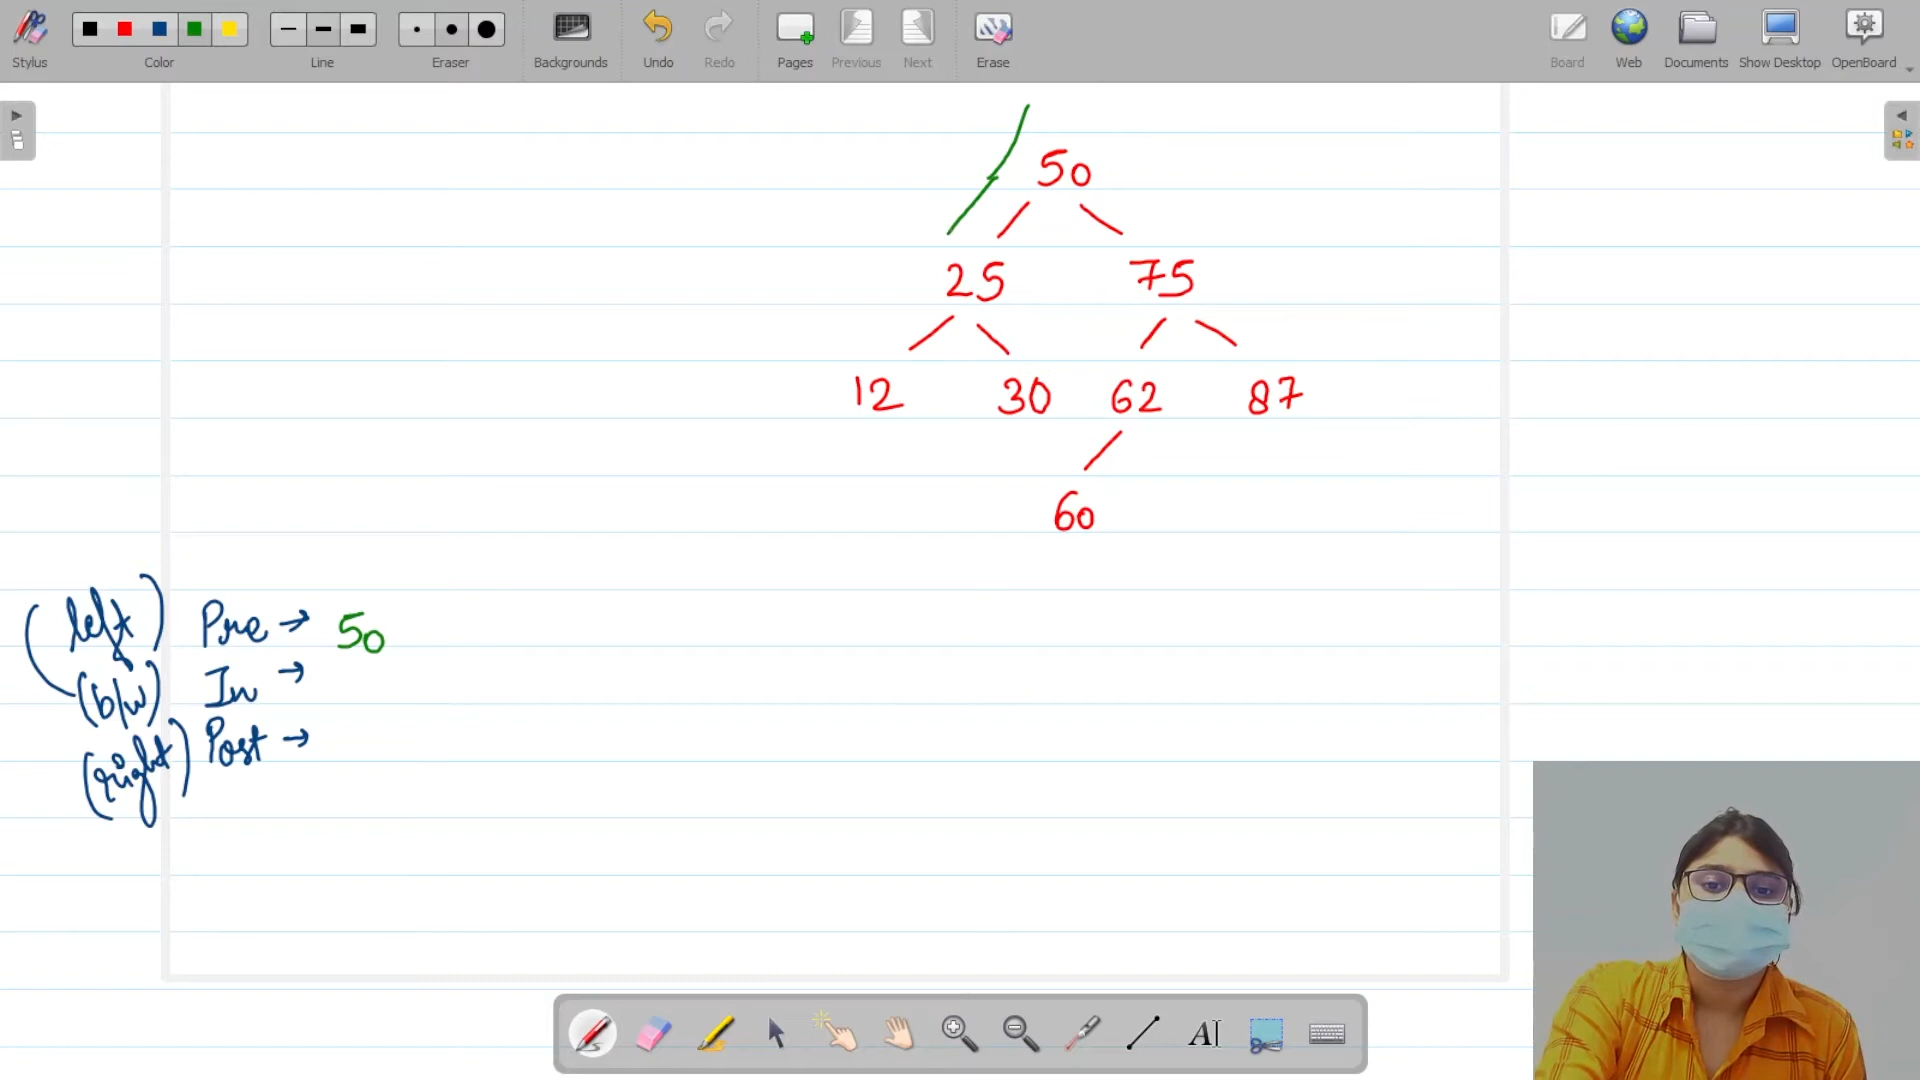 Stylus Color Line Eraser Backgrounds Undo Redo Pages Previous Next Erase Board Web Documents Show Desktop OpenBoard
50
25 75
12 30 62 87
60
(left) Pre → 50
(b/w) In →
(right) Post →
A